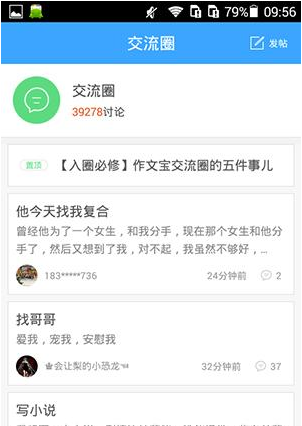 79% 09:56
交流圈
发帖
交流圈
39278讨论
置顶 【入圈必修】作文宝交流圈的五件事儿
他今天找我复合
曾经他为了一个女生，和我分手，现在那个女生和他分
手了，然后又想到了我，对不起，我虽然不够好，...
183*****736 24分钟前 2
找哥哥
爱我，宠我，安慰我
♚会让梨的小恐龙☜ 32分钟前 37
写小说